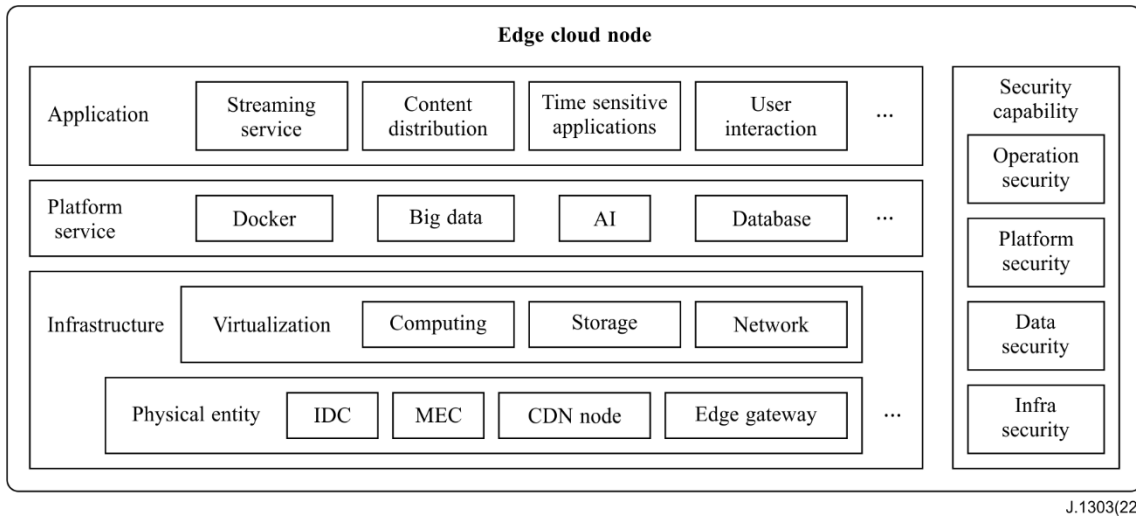 Edge cloud node
Application
Streaming
service
Content
distribution
Time sensitive
applications
User
interaction
...
Platform
service
Docker
Big data
AI
Database
...
Infrastructure
Virtualization
Computing
Storage
Network
Physical entity
IDC
MEC
CDN node
Edge gateway
...
Security
capability
Operation
security
Platform
security
Data
security
Infra
security
J.1303(22